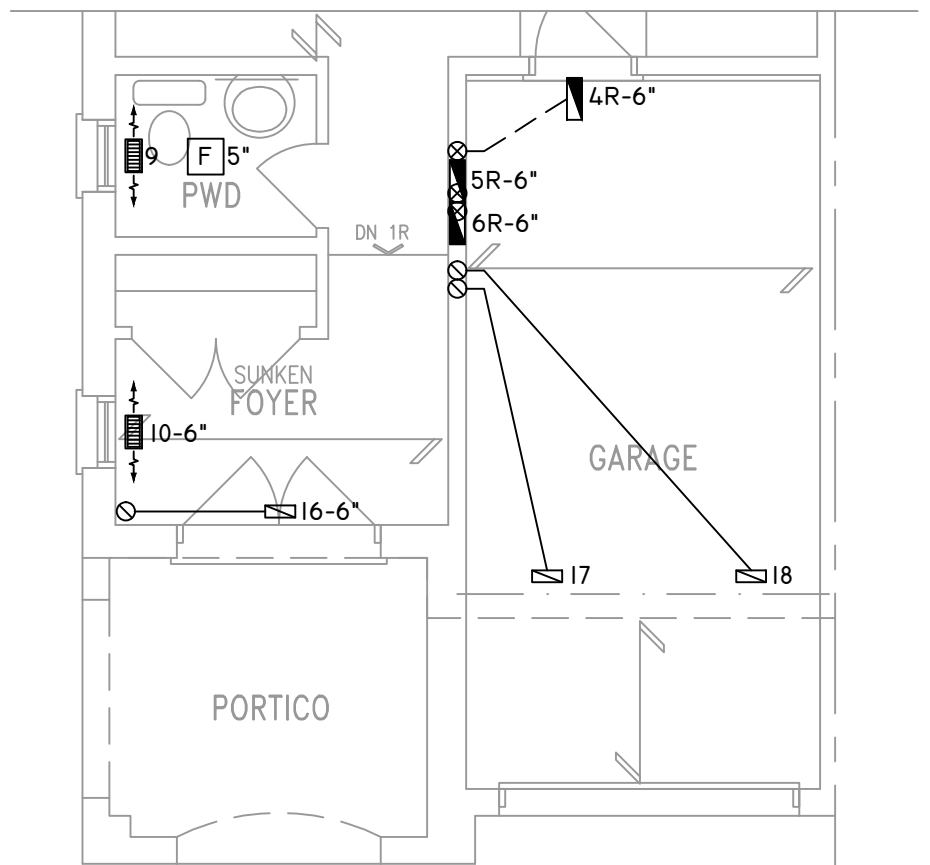 4R-6"
9
F
5"
PWD
5R-6"
6R-6"
DN 1R
SUNKEN
FOYER
10-6"
GARAGE
16-6"
17
18
PORTICO